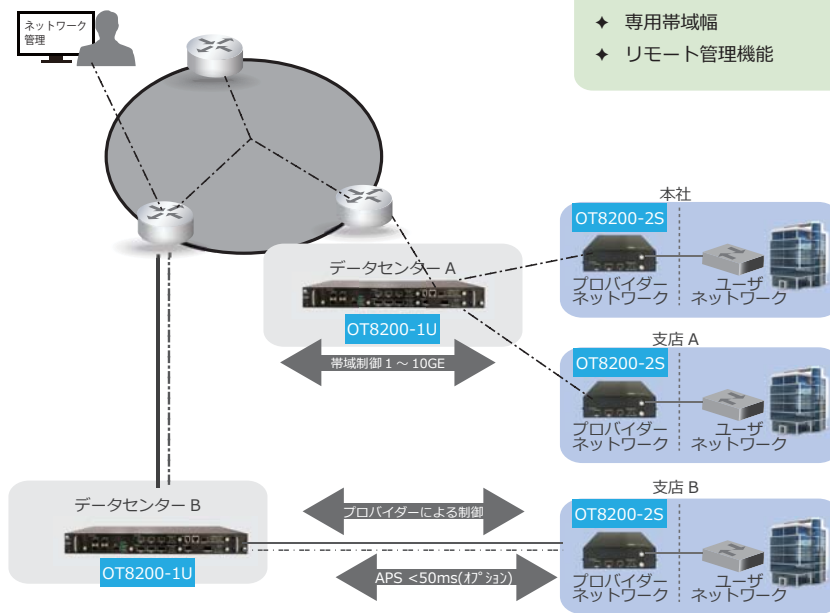 ネットワーク
管理
✦ 専用帯域幅
✦ リモート管理機能
本社
OT8200-2S
プロバイダー
ネットワーク
ユーザ
ネットワーク
データセンター A
OT8200-1U
帯域制御 1 ～ 10GE
支店 A
OT8200-2S
プロバイダー
ネットワーク
ユーザ
ネットワーク
データセンター B
OT8200-1U
プロバイダーによる制御
APS <50ms(ｵﾌﾟｼｮﾝ)
支店 B
OT8200-2S
プロバイダー
ネットワーク
ユーザ
ネットワーク